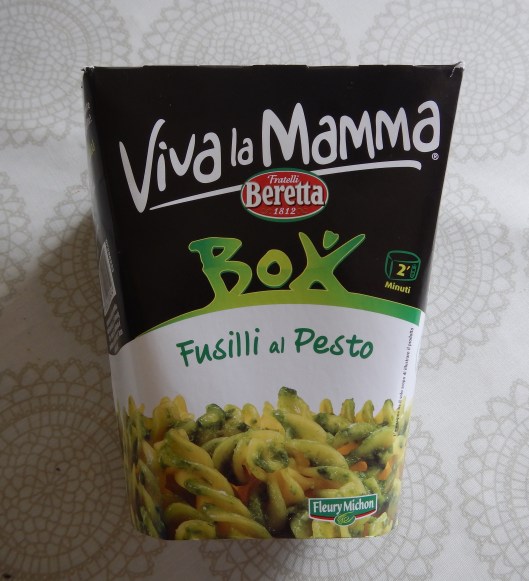 Viva la Mamma®
Fratelli
Beretta
1812
Box
2'
Minuti
Fusilli al Pesto
Fleury Michon